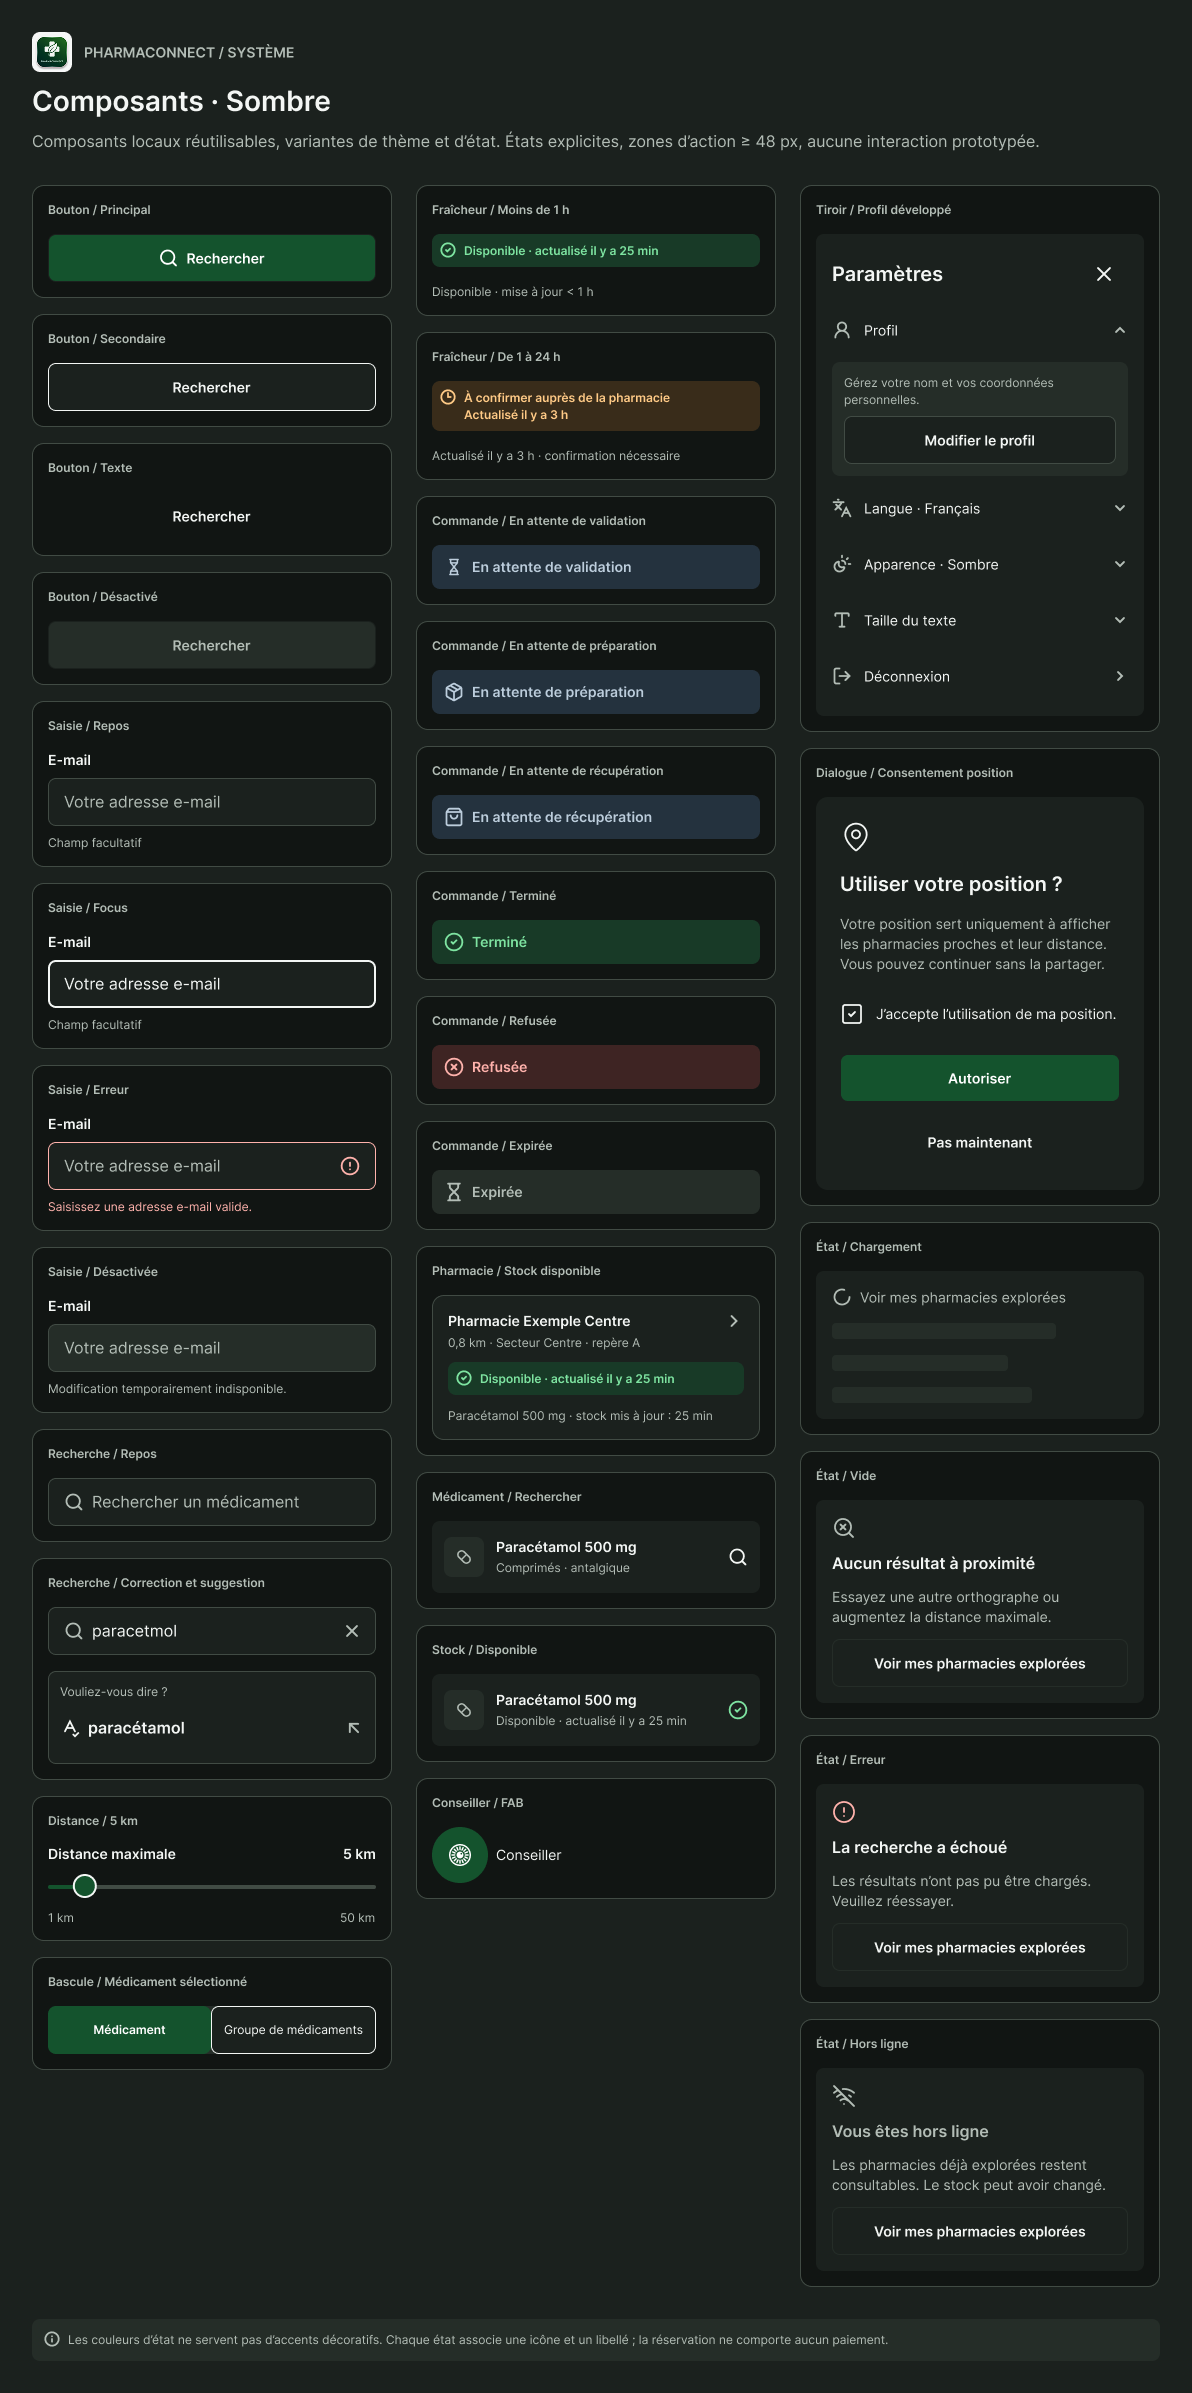 PHARMACONNECT / SYSTÈME
Composants · Sombre
Composants locaux réutilisables, variantes de thème et d’état. États explicites, zones d’action ≥ 48 px, aucune interaction prototypée.
Bouton / Principal
Rechercher
Bouton / Secondaire
Rechercher
Bouton / Texte
Rechercher
Bouton / Désactivé
Rechercher
Saisie / Repos
E-mail
Votre adresse e-mail
Champ facultatif
Saisie / Focus
E-mail
Votre adresse e-mail
Champ facultatif
Saisie / Erreur
E-mail
Votre adresse e-mail
Saisissez une adresse e-mail valide.
Saisie / Désactivée
E-mail
Votre adresse e-mail
Modification temporairement indisponible.
Recherche / Repos
Rechercher un médicament
Recherche / Correction et suggestion
paracetmol
Vouliez-vous dire ?
paracétamol
Distance / 5 km
Distance maximale 5 km
1 km 50 km
Bascule / Médicament sélectionné
Médicament Groupe de médicaments
Fraîcheur / Moins de 1 h
Disponible · actualisé il y a 25 min
Disponible · mise à jour < 1 h
Fraîcheur / De 1 à 24 h
À confirmer auprès de la pharmacie
Actualisé il y a 3 h
Actualisé il y a 3 h · confirmation nécessaire
Commande / En attente de validation
En attente de validation
Commande / En attente de préparation
En attente de préparation
Commande / En attente de récupération
En attente de récupération
Commande / Terminé
Terminé
Commande / Refusée
Refusée
Commande / Expirée
Expirée
Pharmacie / Stock disponible
Pharmacie Exemple Centre
0,8 km · Secteur Centre · repère A
Disponible · actualisé il y a 25 min
Paracétamol 500 mg · stock mis à jour : 25 min
Médicament / Rechercher
Paracétamol 500 mg
Comprimés · antalgique
Stock / Disponible
Paracétamol 500 mg
Disponible · actualisé il y a 25 min
Conseiller / FAB
Conseiller
Tiroir / Profil développé
Paramètres
Profil
Gérez votre nom et vos coordonnées
personnelles.
Modifier le profil
Langue · Français
Apparence · Sombre
Taille du texte
Déconnexion
Dialogue / Consentement position
Utiliser votre position ?
Votre position sert uniquement à afficher
les pharmacies proches et leur distance.
Vous pouvez continuer sans la partager.
J’accepte l’utilisation de ma position.
Autoriser
Pas maintenant
État / Chargement
Voir mes pharmacies explorées
État / Vide
Aucun résultat à proximité
Essayez une autre orthographe ou
augmentez la distance maximale.
Voir mes pharmacies explorées
État / Erreur
La recherche a échoué
Les résultats n’ont pas pu être chargés.
Veuillez réessayer.
Voir mes pharmacies explorées
État / Hors ligne
Vous êtes hors ligne
Les pharmacies déjà explorées restent
consultables. Le stock peut avoir changé.
Voir mes pharmacies explorées
Les couleurs d’état ne servent pas d’accents décoratifs. Chaque état associe une icône et un libellé ; la réservation ne comporte aucun paiement.